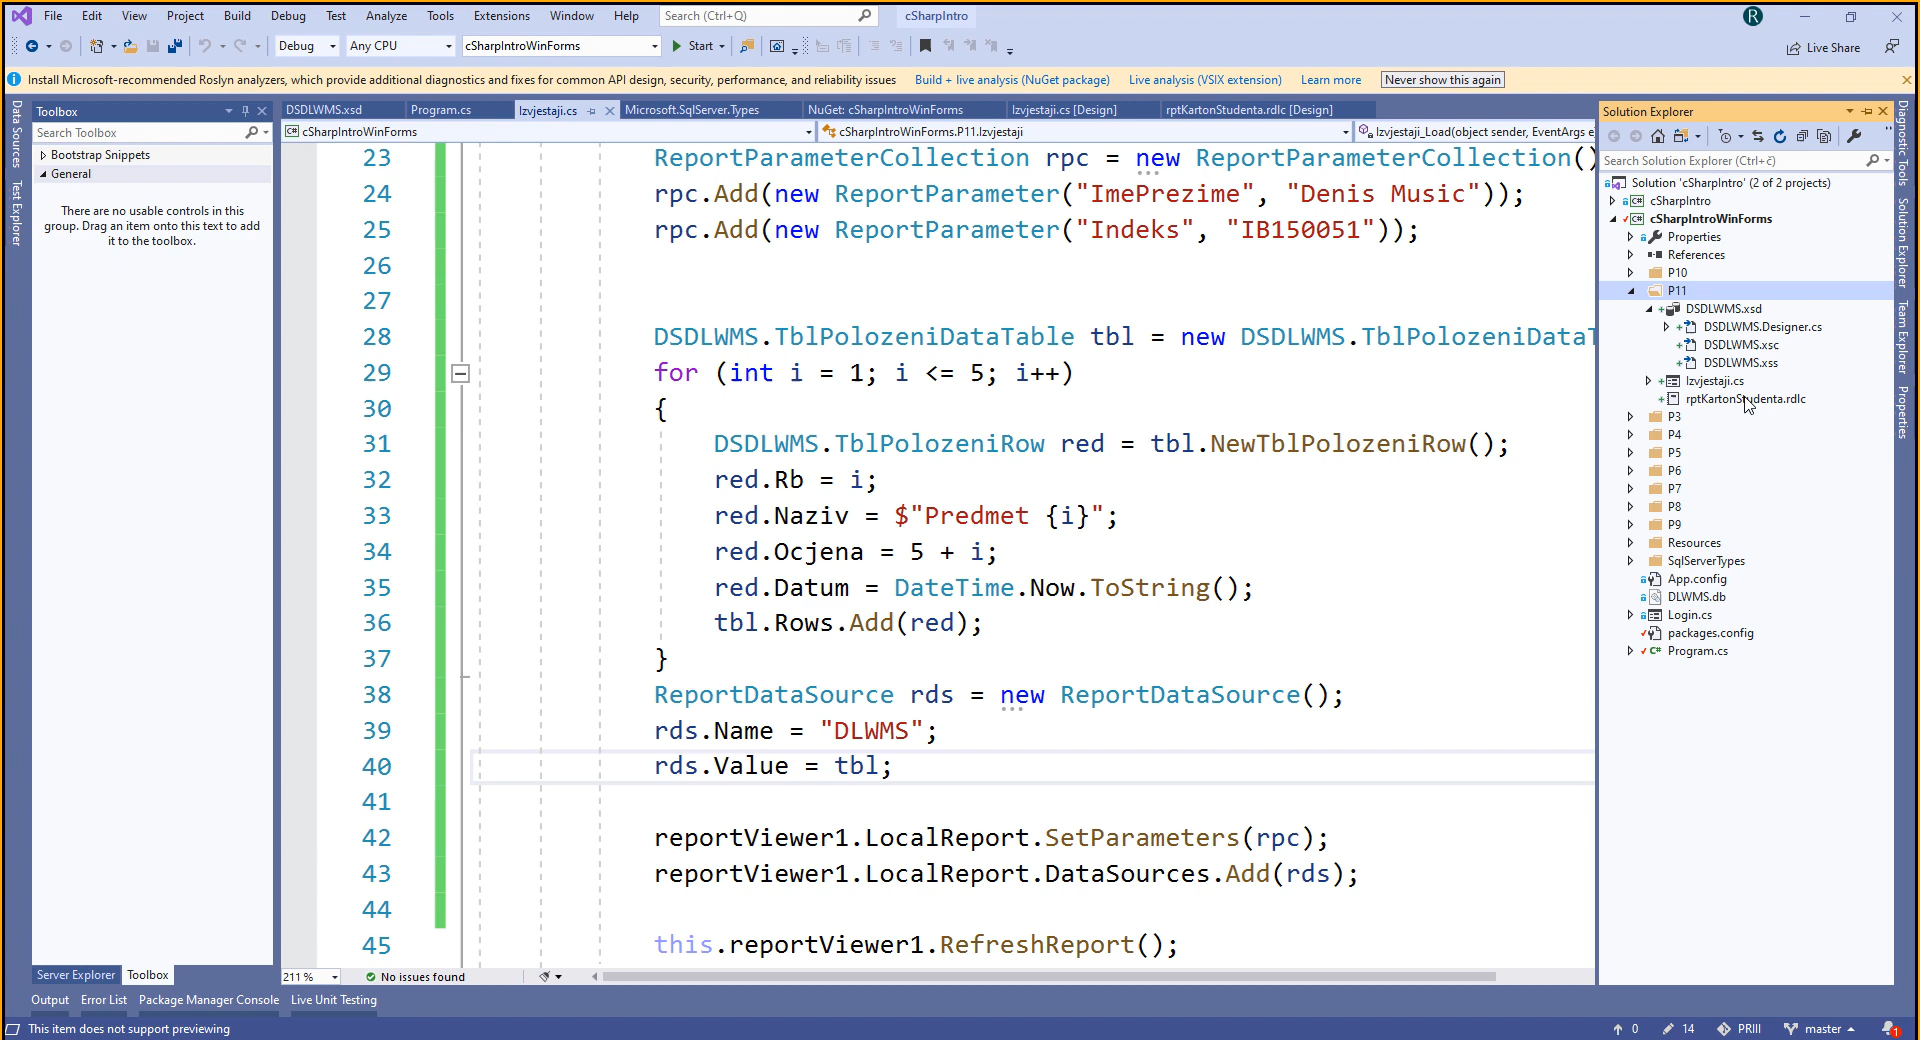 File Edit View Project Build Debug Test Analyze Tools Extensions Window Help Search (Ctrl+Q) cSharpIntro R
Debug Any CPU cSharpIntroWinForms Start Live Share
Install Microsoft-recommended Roslyn analyzers, which provide additional diagnostics and fixes for common API design, security, performance, and reliability issues Build + live analysis (NuGet package) Live analysis (VSIX extension) Learn more Never show this again
Data Sources
Test Explorer
Toolbox
Search Toolbox
Bootstrap Snippets
General
There are no usable controls in this
group. Drag an item onto this text to add
it to the toolbox.
Server Explorer Toolbox
DSDLWMS.xsd Program.cs Izvjestaji.cs Microsoft.SqlServer.Types NuGet: cSharpIntroWinForms Izvjestaji.cs [Design] rptKartonStudenta.rdlc [Design]
cSharpIntroWinForms cSharpIntroWinForms.P11.Izvjestaji Izvjestaji_Load(object sender, EventArgs e
23 ReportParameterCollection rpc = new ReportParameterCollection()
24 rpc.Add(new ReportParameter("ImePrezime", "Denis Music"));
25 rpc.Add(new ReportParameter("Indeks", "IB150051"));
26
27
28 DSDLWMS.TblPolozeniDataTable tbl = new DSDLWMS.TblPolozeniDataT
29 for (int i = 1; i <= 5; i++)
30 {
31 DSDLWMS.TblPolozeniRow red = tbl.NewTblPolozeniRow();
32 red.Rb = i;
33 red.Naziv = $"Predmet {i}";
34 red.Ocjena = 5 + i;
35 red.Datum = DateTime.Now.ToString();
36 tbl.Rows.Add(red);
37 }
38 ReportDataSource rds = new ReportDataSource();
39 rds.Name = "DLWMS";
40 rds.Value = tbl;
41
42 reportViewer1.LocalReport.SetParameters(rpc);
43 reportViewer1.LocalReport.DataSources.Add(rds);
44
45 this.reportViewer1.RefreshReport();
211 % No issues found
Solution Explorer
Search Solution Explorer (Ctrl+č)
Solution 'cSharpIntro' (2 of 2 projects)
cSharpIntro
cSharpIntroWinForms
Properties
References
P10
P11
DSDLWMS.xsd
DSDLWMS.Designer.cs
DSDLWMS.xsc
DSDLWMS.xss
Izvjestaji.cs
rptKartonStudenta.rdlc
P3
P4
P5
P6
P7
P8
P9
Resources
SqlServerTypes
App.config
DLWMS.db
Login.cs
packages.config
Program.cs
Diagnostic Tools
Solution Explorer
Team Explorer
Properties
Output Error List Package Manager Console Live Unit Testing
This item does not support previewing 0 14 PRIII master 1